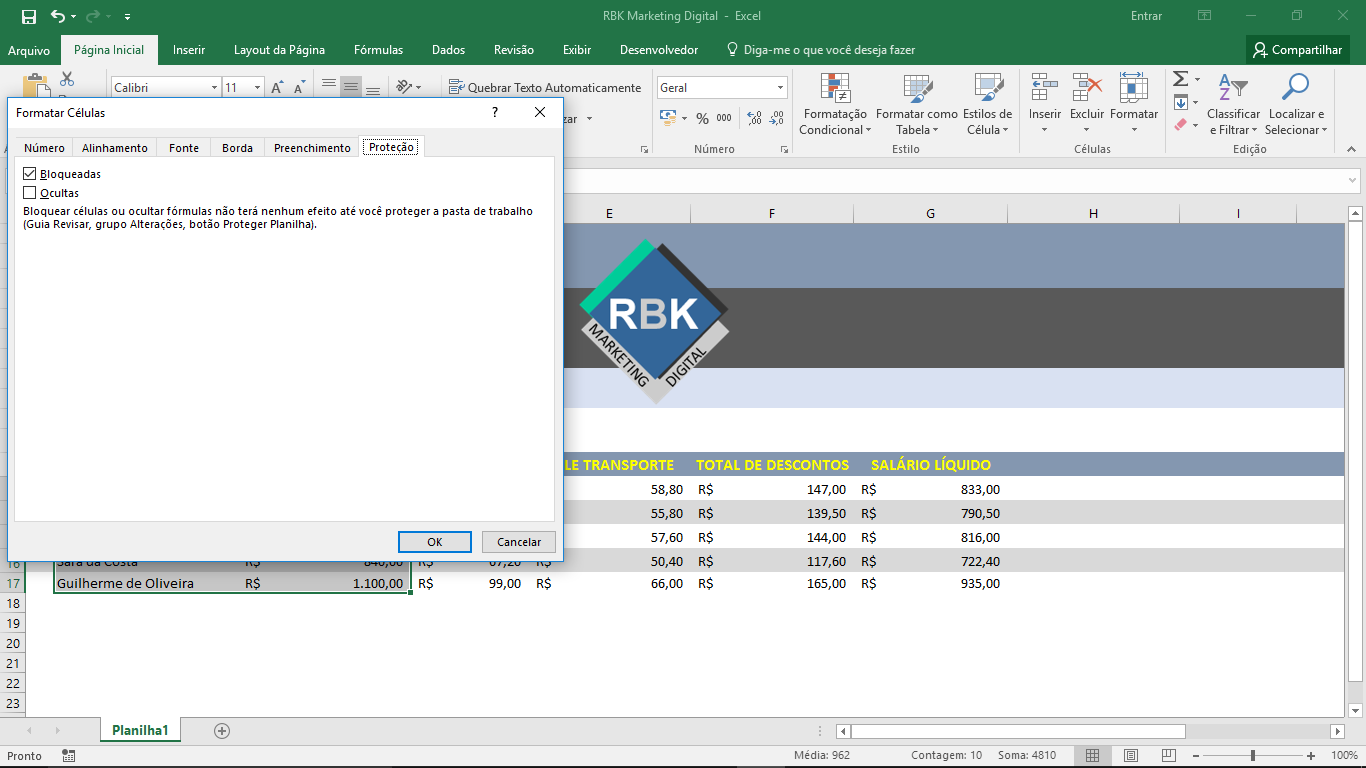 RBK Marketing Digital - Excel
Entrar
Arquivo Página Inicial Inserir Layout da Página Fórmulas Dados Revisão Exibir Desenvolvedor Diga-me o que você deseja fazer Compartilhar
Calibri 11 Quebrar Texto Automaticamente Geral
% 000
Formatação Condicional
Formatar como Tabela
Estilos de Célula
Inserir Excluir Formatar
Classificar e Filtrar
Localizar e Selecionar
Número Estilo Células Edição
Formatar Células ?
Número Alinhamento Fonte Borda Preenchimento Proteção
Bloqueadas
Ocultas
Bloquear células ou ocultar fórmulas não terá nenhum efeito até você proteger a pasta de trabalho
(Guia Revisar, grupo Alterações, botão Proteger Planilha).
OK Cancelar
E F G H I
RBK
MARKETING DIGITAL
LE TRANSPORTE TOTAL DE DESCONTOS SALÁRIO LÍQUIDO
58,80 R$ 147,00 R$ 833,00
55,80 R$ 139,50 R$ 790,50
57,60 R$ 144,00 R$ 816,00
16 Sara da Costa R$ 840,00 R$ 67,20 R$ 50,40 R$ 117,60 R$ 722,40
17 Guilherme de Oliveira R$ 1.100,00 R$ 99,00 R$ 66,00 R$ 165,00 R$ 935,00
18
19
20
21
22
23
Planilha1
Pronto Média: 962 Contagem: 10 Soma: 4810 100%